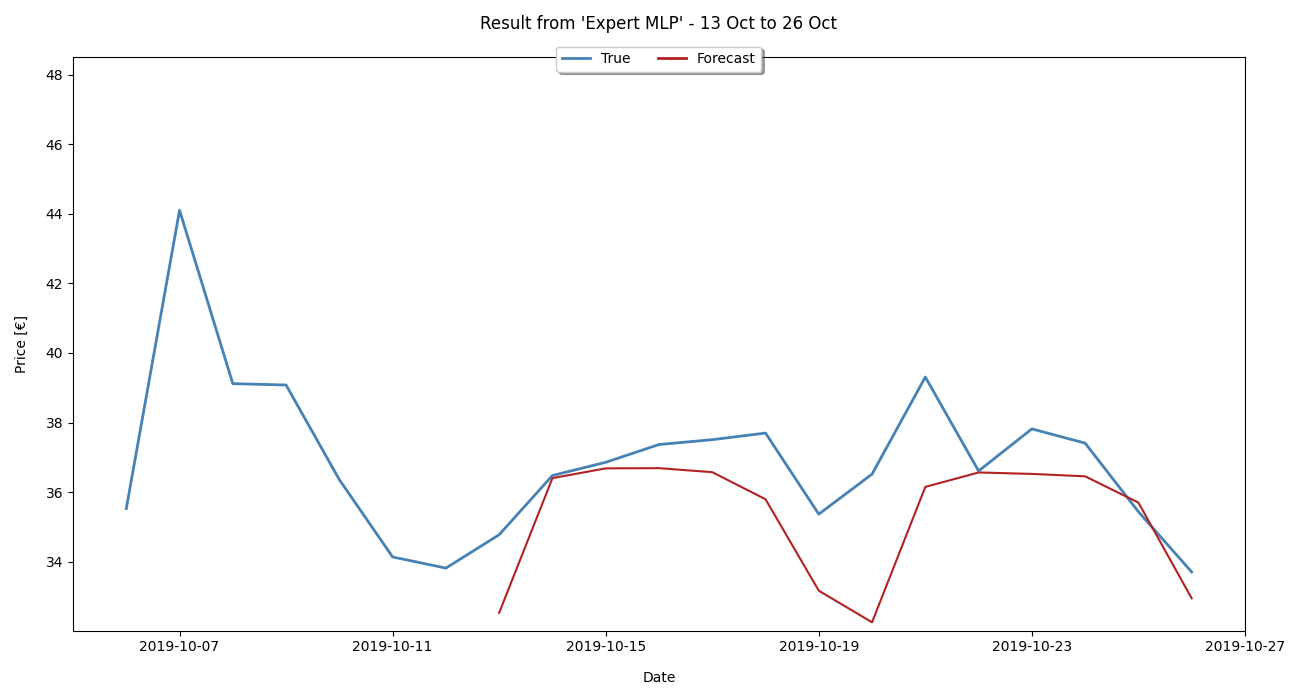 Result from 'Expert MLP' - 13 Oct to 26 Oct
True Forecast
48
46
44
42
40
38
36
34
Price [€]
2019-10-07 2019-10-11 2019-10-15 2019-10-19 2019-10-23 2019-10-27
Date